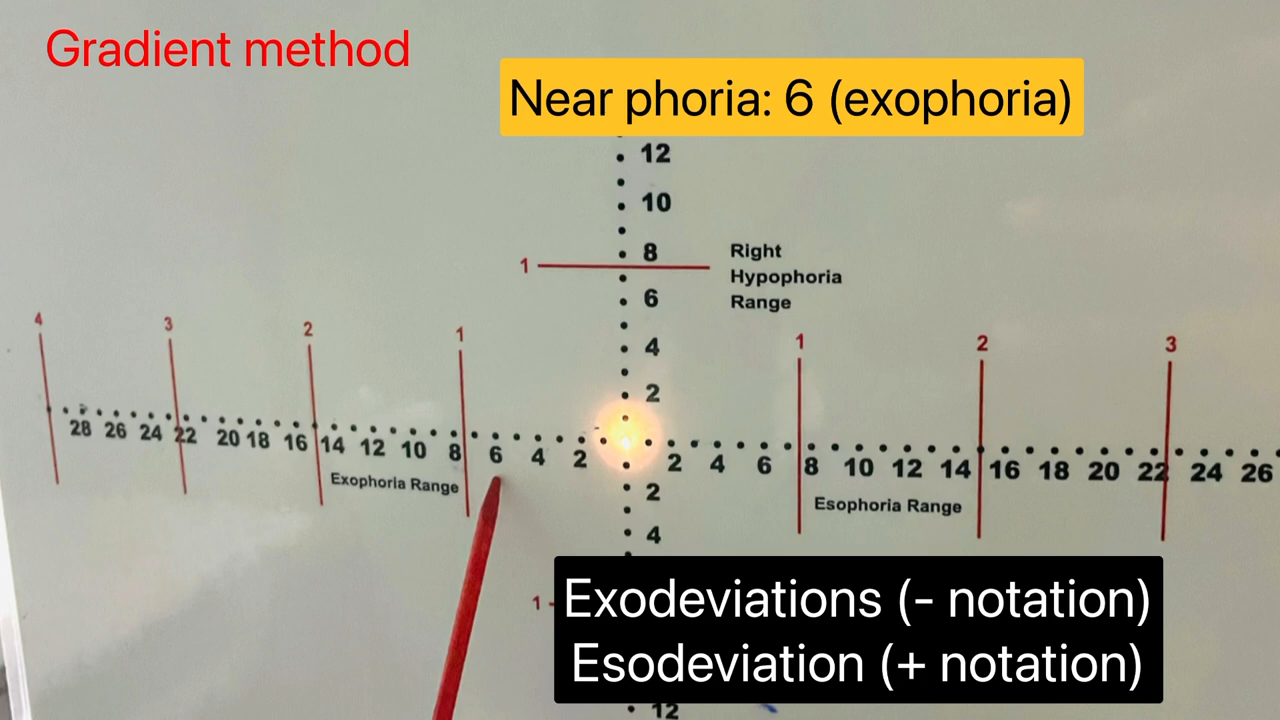 Gradient method
Near phoria: 6 (exophoria)
12
10
8
Right
Hypophoria
Range
1
6
4
2
4 3 2 1
1 2 3
28 26 24 22 20 18 16 14 12 10 8 6 4 2
2 4 6 8 10 12 14 16 18 20 22 24 26
Exophoria Range
Esophoria Range
2
4
1
Exodeviations (- notation)
Esodeviation (+ notation)
12